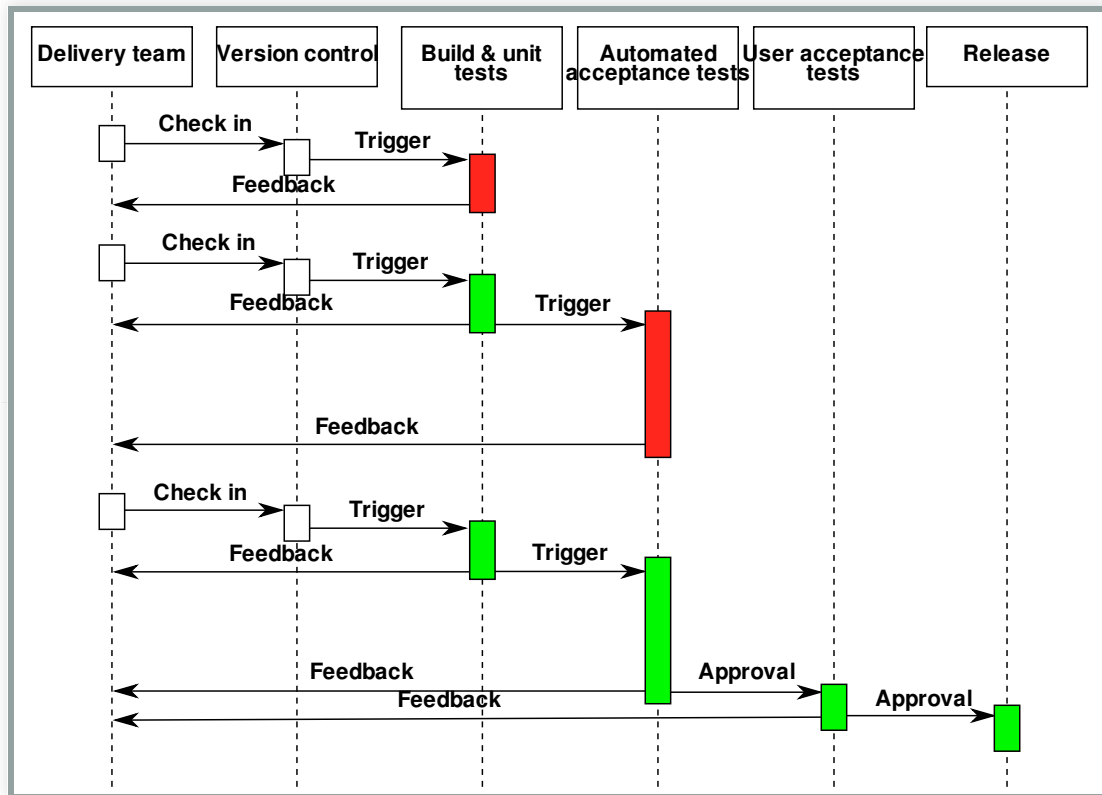 Delivery team
Version control
Build & unit
tests
Automated
acceptance tests
User acceptance
tests
Release
Check in
Trigger
Feedback
Check in
Trigger
Feedback
Trigger
Feedback
Check in
Trigger
Feedback
Trigger
Feedback
Approval
Feedback
Approval